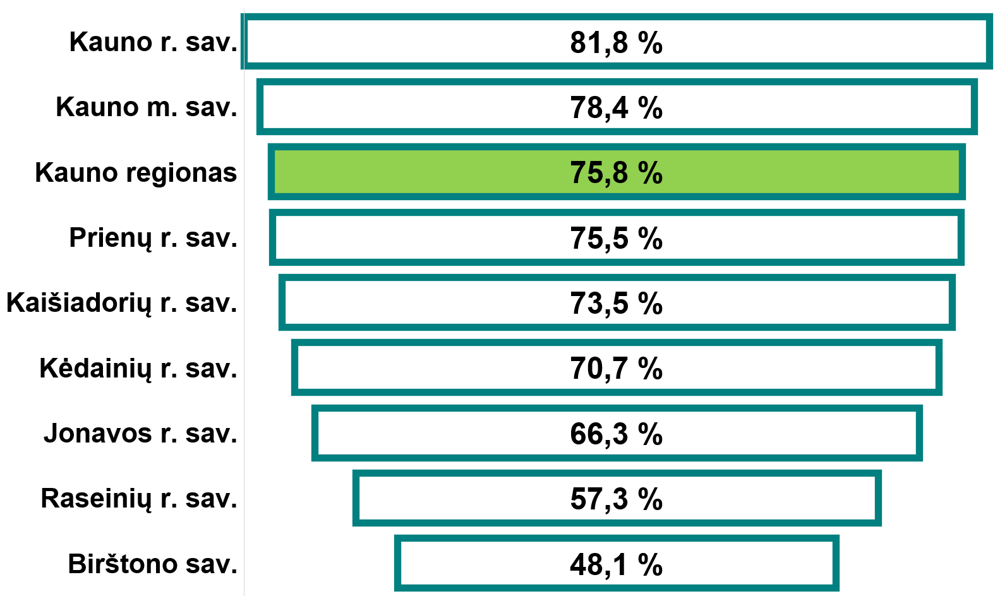 Kauno r. sav. 81,8 %
Kauno m. sav. 78,4 %
Kauno regionas 75,8 %
Prienų r. sav. 75,5 %
Kaišiadorių r. sav. 73,5 %
Kėdainių r. sav. 70,7 %
Jonavos r. sav. 66,3 %
Raseinių r. sav. 57,3 %
Birštono sav. 48,1 %